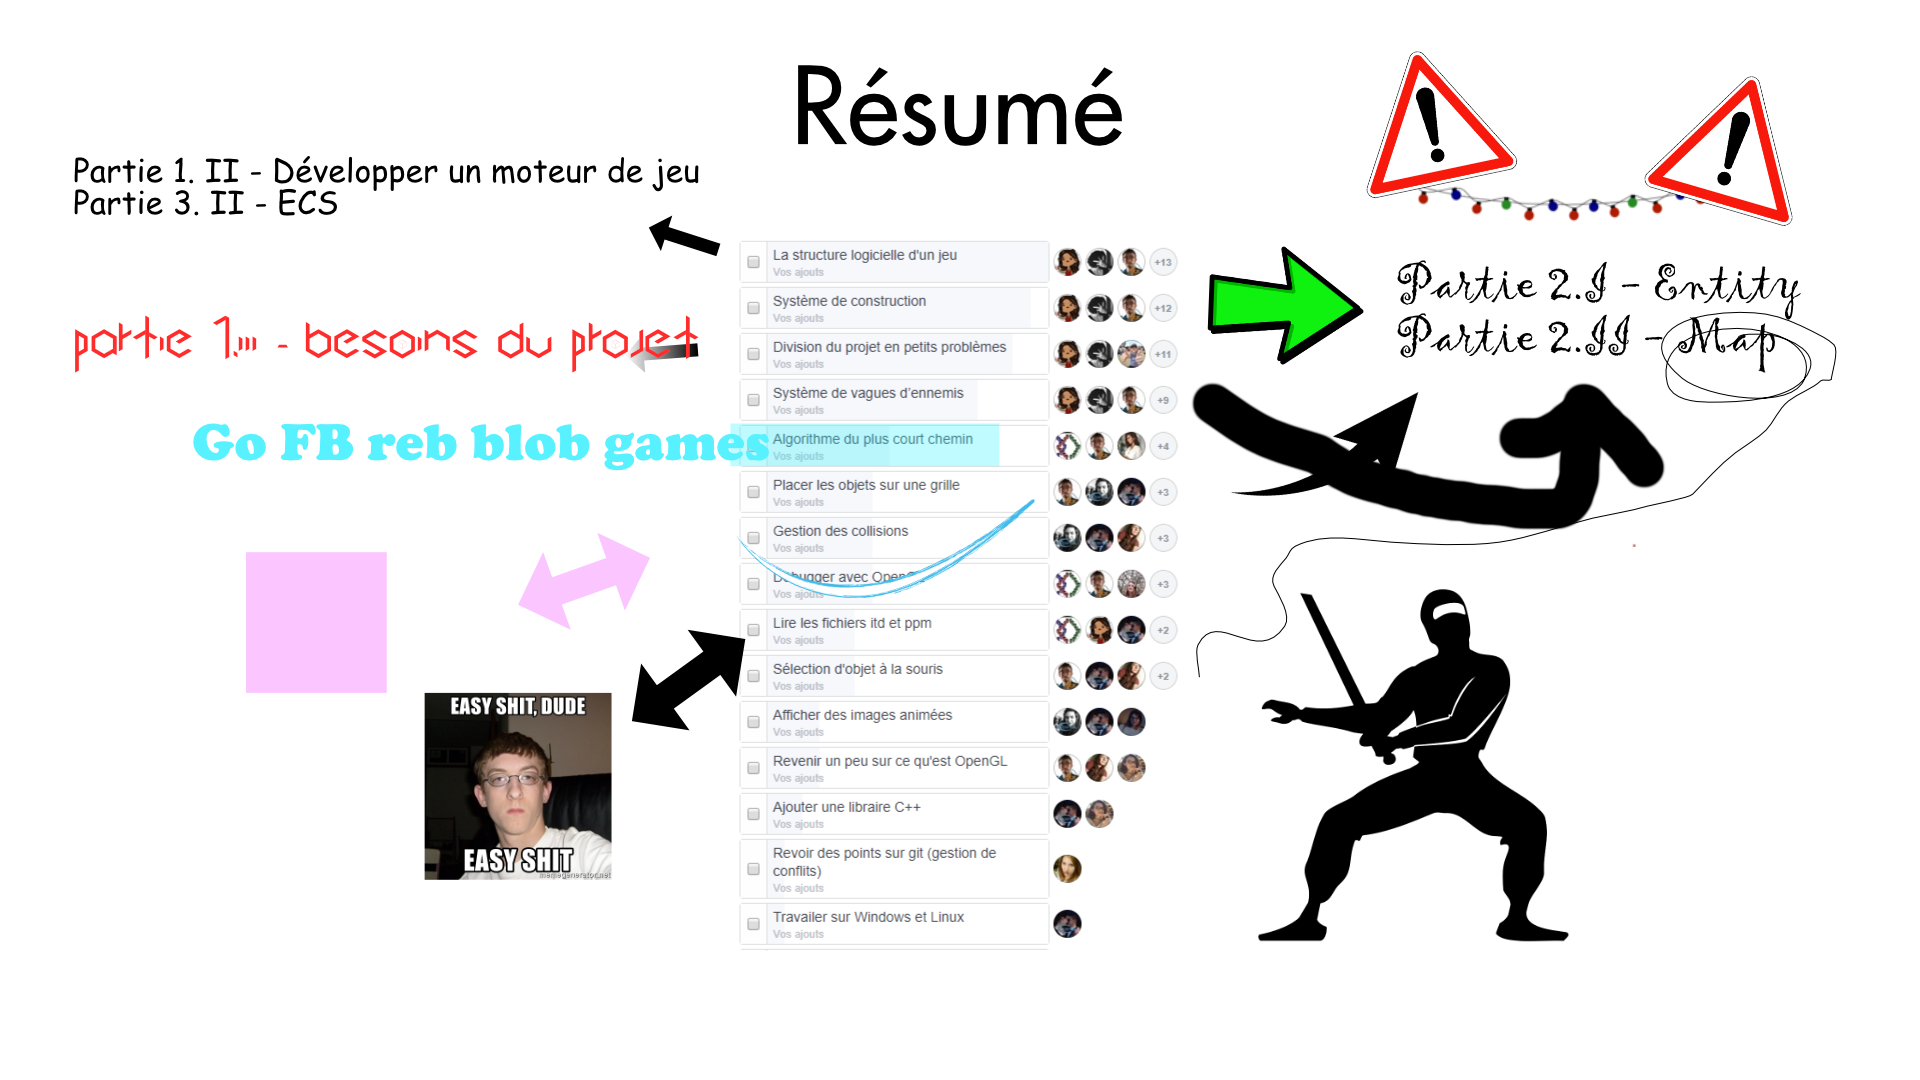 Résumé
Partie 1. II - Développer un moteur de jeu
Partie 3. II - ECS
partie 1.III - besoins du projet
Go FB reb blob games
La structure logicielle d'un jeu
Vos ajouts
+13
Système de construction
Vos ajouts
+12
Division du projet en petits problèmes
Vos ajouts
+11
Système de vagues d'ennemis
Vos ajouts
+9
Algorithme du plus court chemin
Vos ajouts
+4
Placer les objets sur une grille
Vos ajouts
+3
Gestion des collisions
Vos ajouts
+3
Debugger avec OpenGL
Vos ajouts
+3
Lire les fichiers itd et ppm
Vos ajouts
+2
Sélection d'objet à la souris
Vos ajouts
+2
Afficher des images animées
Vos ajouts
Revenir un peu sur ce qu'est OpenGL
Vos ajouts
Ajouter une libraire C++
Vos ajouts
Revoir des points sur git (gestion de
conflits)
Vos ajouts
Travailer sur Windows et Linux
Vos ajouts
Partie 2.I - Entity
Partie 2.II - Map
EASY SHIT, DUDE
EASY SHIT
memegenerator.net